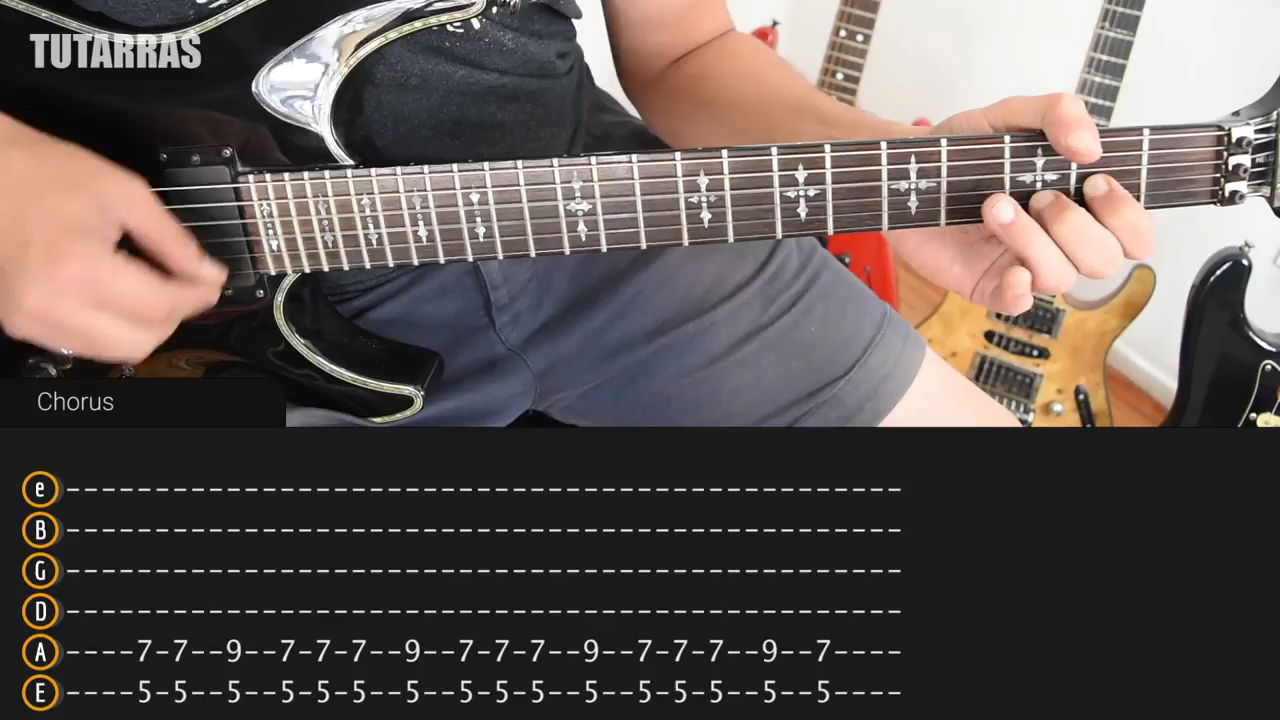 TUTARRAS
Chorus
e-----------------------------------------------
B-----------------------------------------------
G-----------------------------------------------
D-----------------------------------------------
A----7-7--9--7-7-7--9--7-7-7--9--7-7-7--9--7----
E----5-5--5--5-5-5--5--5-5-5--5--5-5-5--5--5----